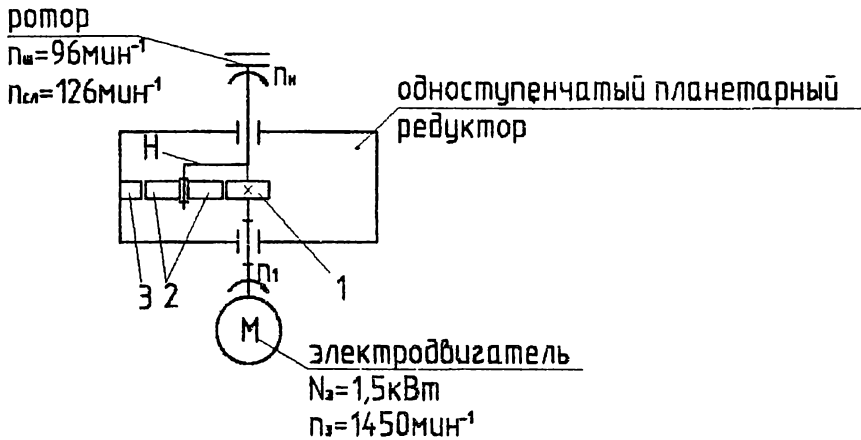 ротор
nш=96мин⁻¹
nсл=126мин⁻¹
nн
одноступенчатый планетарный
редуктор
Н
3 2
1
n₁
М
электродвигатель
Nэ=1,5кВт
nэ=1450мин⁻¹